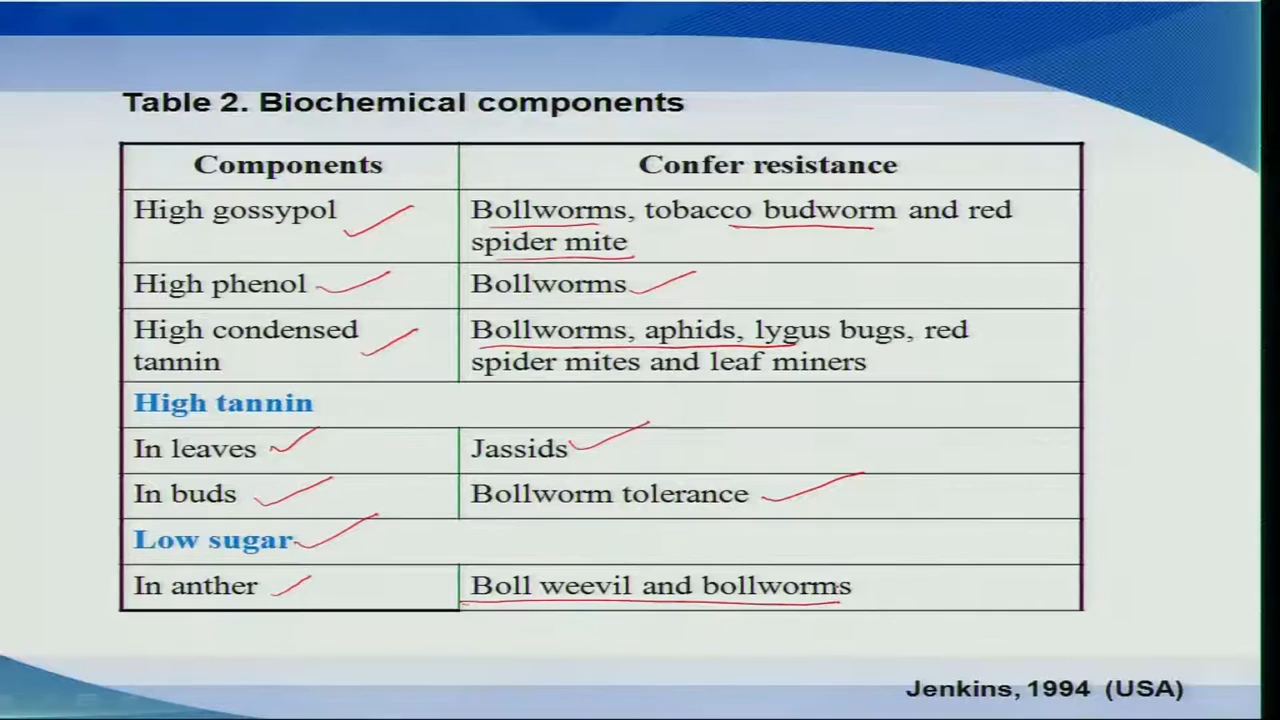 Table 2. Biochemical components
Components
Confer resistance
High gossypol
Bollworms, tobacco budworm and red
spider mite
High phenol
Bollworms
High condensed
tannin
Bollworms, aphids, lygus bugs, red
spider mites and leaf miners
High tannin
In leaves
Jassids
In buds
Bollworm tolerance
Low sugar
In anther
Boll weevil and bollworms
Jenkins, 1994 (USA)